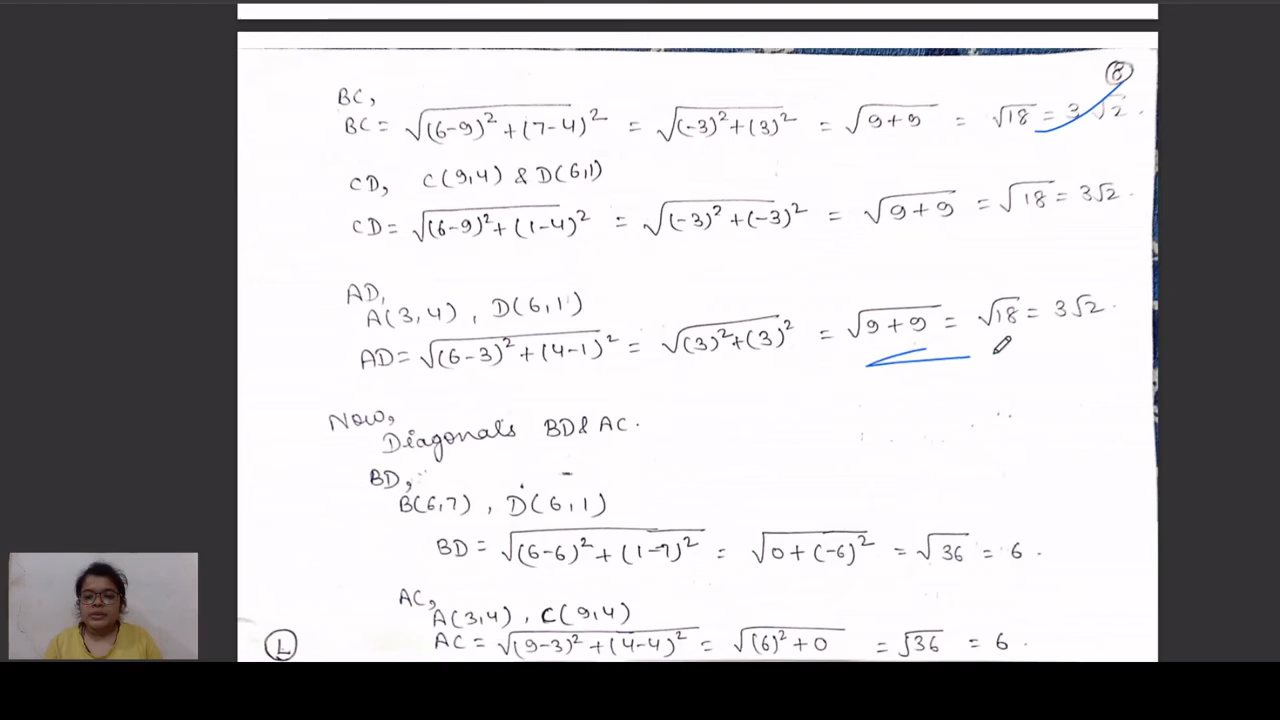 8
BC,
BC = √(6-9)² + (7-4)² = √(-3)² + (3)² = √9+9 = √18 = 3√2 .
CD, C(9,4) & D(6,1)
CD = √(6-9)² + (1-4)² = √(-3)² + (-3)² = √9+9 = √18 = 3√2 .
AD,
A(3,4) , D(6,1)
AD = √(6-3)² + (4-1)² = √(3)² + (3)² = √9+9 = √18 = 3√2 .
Now,
Diagonals BD & AC .
BD,
B(6,7) , D(6,1)
BD = √(6-6)² + (1-7)² = √0 + (-6)² = √36 = 6 .
AC,
A(3,4) , C(9,4)
AC = √(9-3)² + (4-4)² = √(6)² + 0 = √36 = 6 .
L